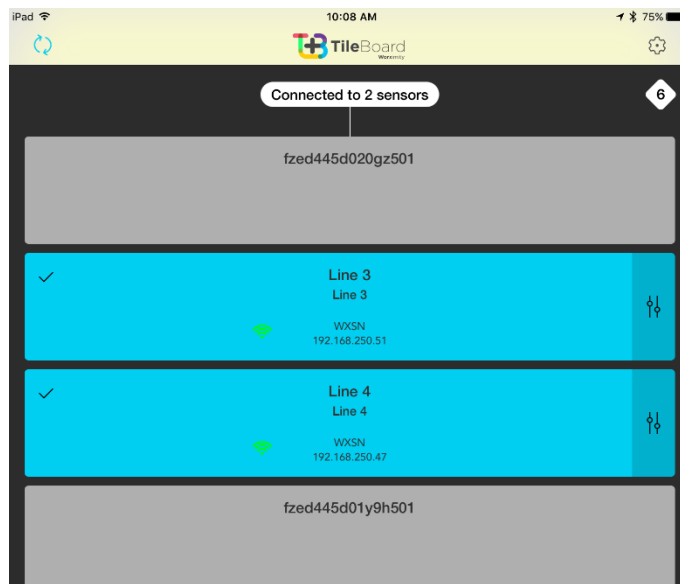 iPad
10:08 AM
75%
T+B TileBoard
Werxmity
Connected to 2 sensors
6
fzed445d020gz501
Line 3
Line 3
WXSN
192.168.250.51
Line 4
Line 4
WXSN
192.168.250.47
fzed445d01y9h501